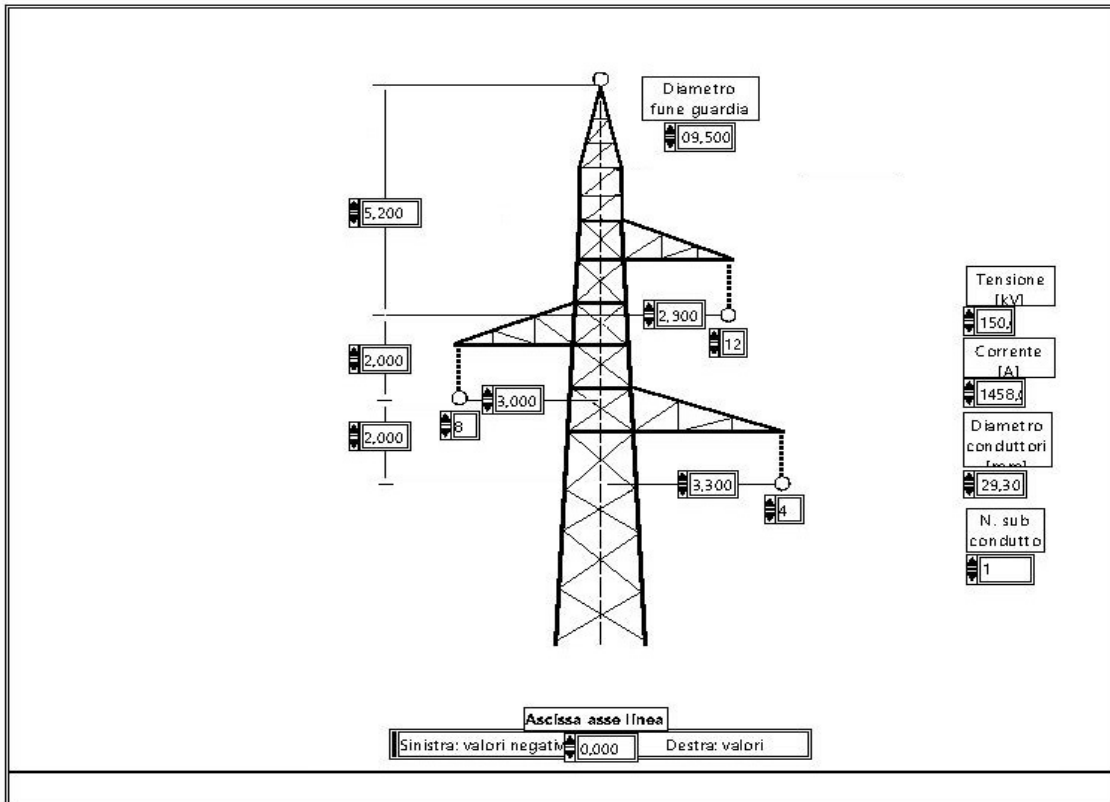 Diametro
fune guardia
09,500
5,200
2,900
12
2,000
3,000
8
2,000
3,300
4
Tensione
[kV]
150,
Corrente
[A]
1458,
Diametro
conduttori
[mm]
29,30
N. sub
condutto
1
Ascissa asse linea
Sinistra: valori negativ
0,000
Destra: valori